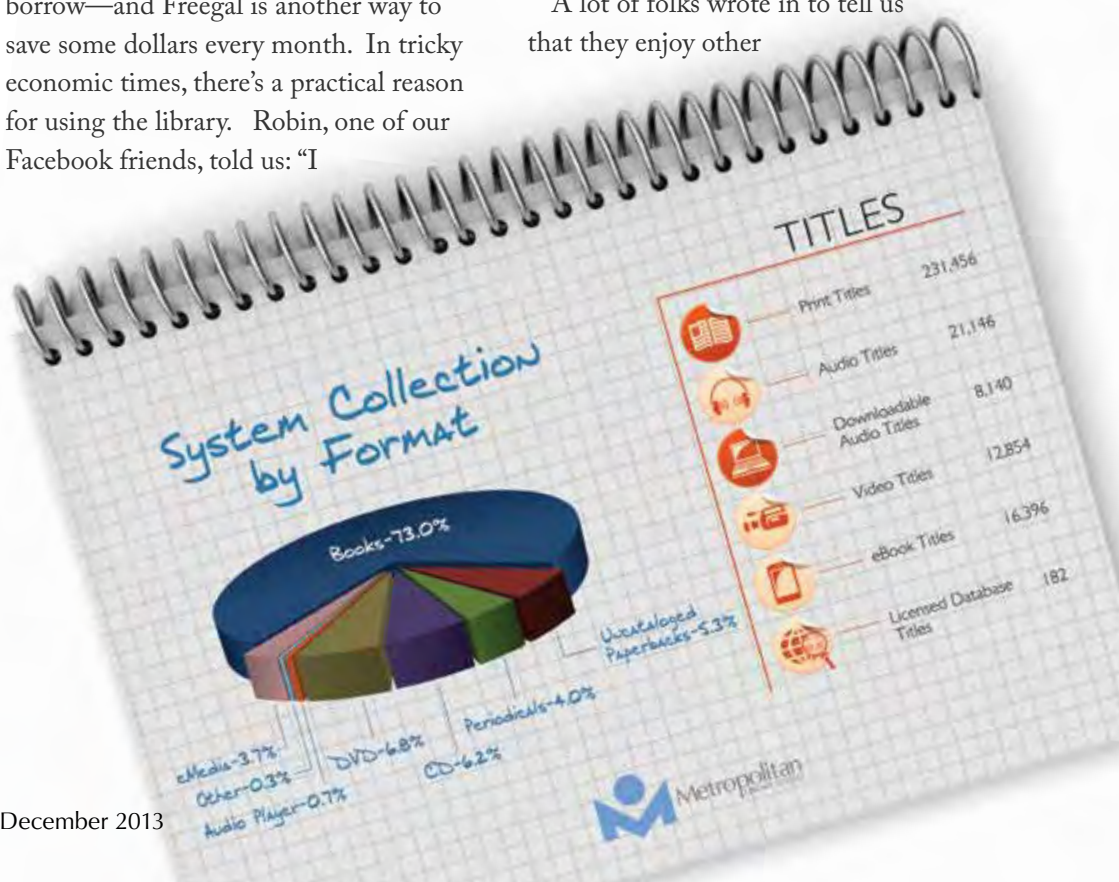 borrow—and Freegal is another way to
save some dollars every month. In tricky
economic times, there’s a practical reason
for using the library. Robin, one of our
Facebook friends, told us: “I
A lot of folks wrote in to tell us
that they enjoy other
System Collection
by Format
Books-73.0%
Uncataloged
Paperbacks-5.3%
Periodicals-4.0%
CD-6.2%
DVD-6.8%
eMedia-3.7%
Other-0.3%
Audio Player-0.7%
TITLES
Print Titles 231,456
Audio Titles 21,146
Downloadable
Audio Titles 8,140
Video Titles 12,854
eBook Titles 16,396
Licensed Database
Titles 182
Metropolitan
December 2013